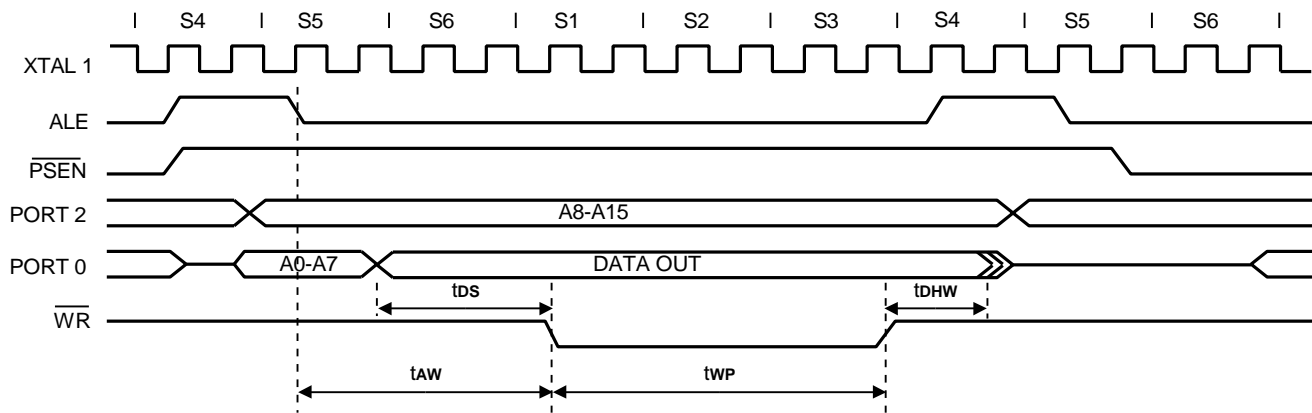 I S4 I S5 I S6 I S1 I S2 I S3 I S4 I S5 I S6 I
XTAL 1
ALE
PSEN
PORT 2 A8-A15
PORT 0 A0-A7 DATA OUT
tDS tDHW
WR
tAW tWP